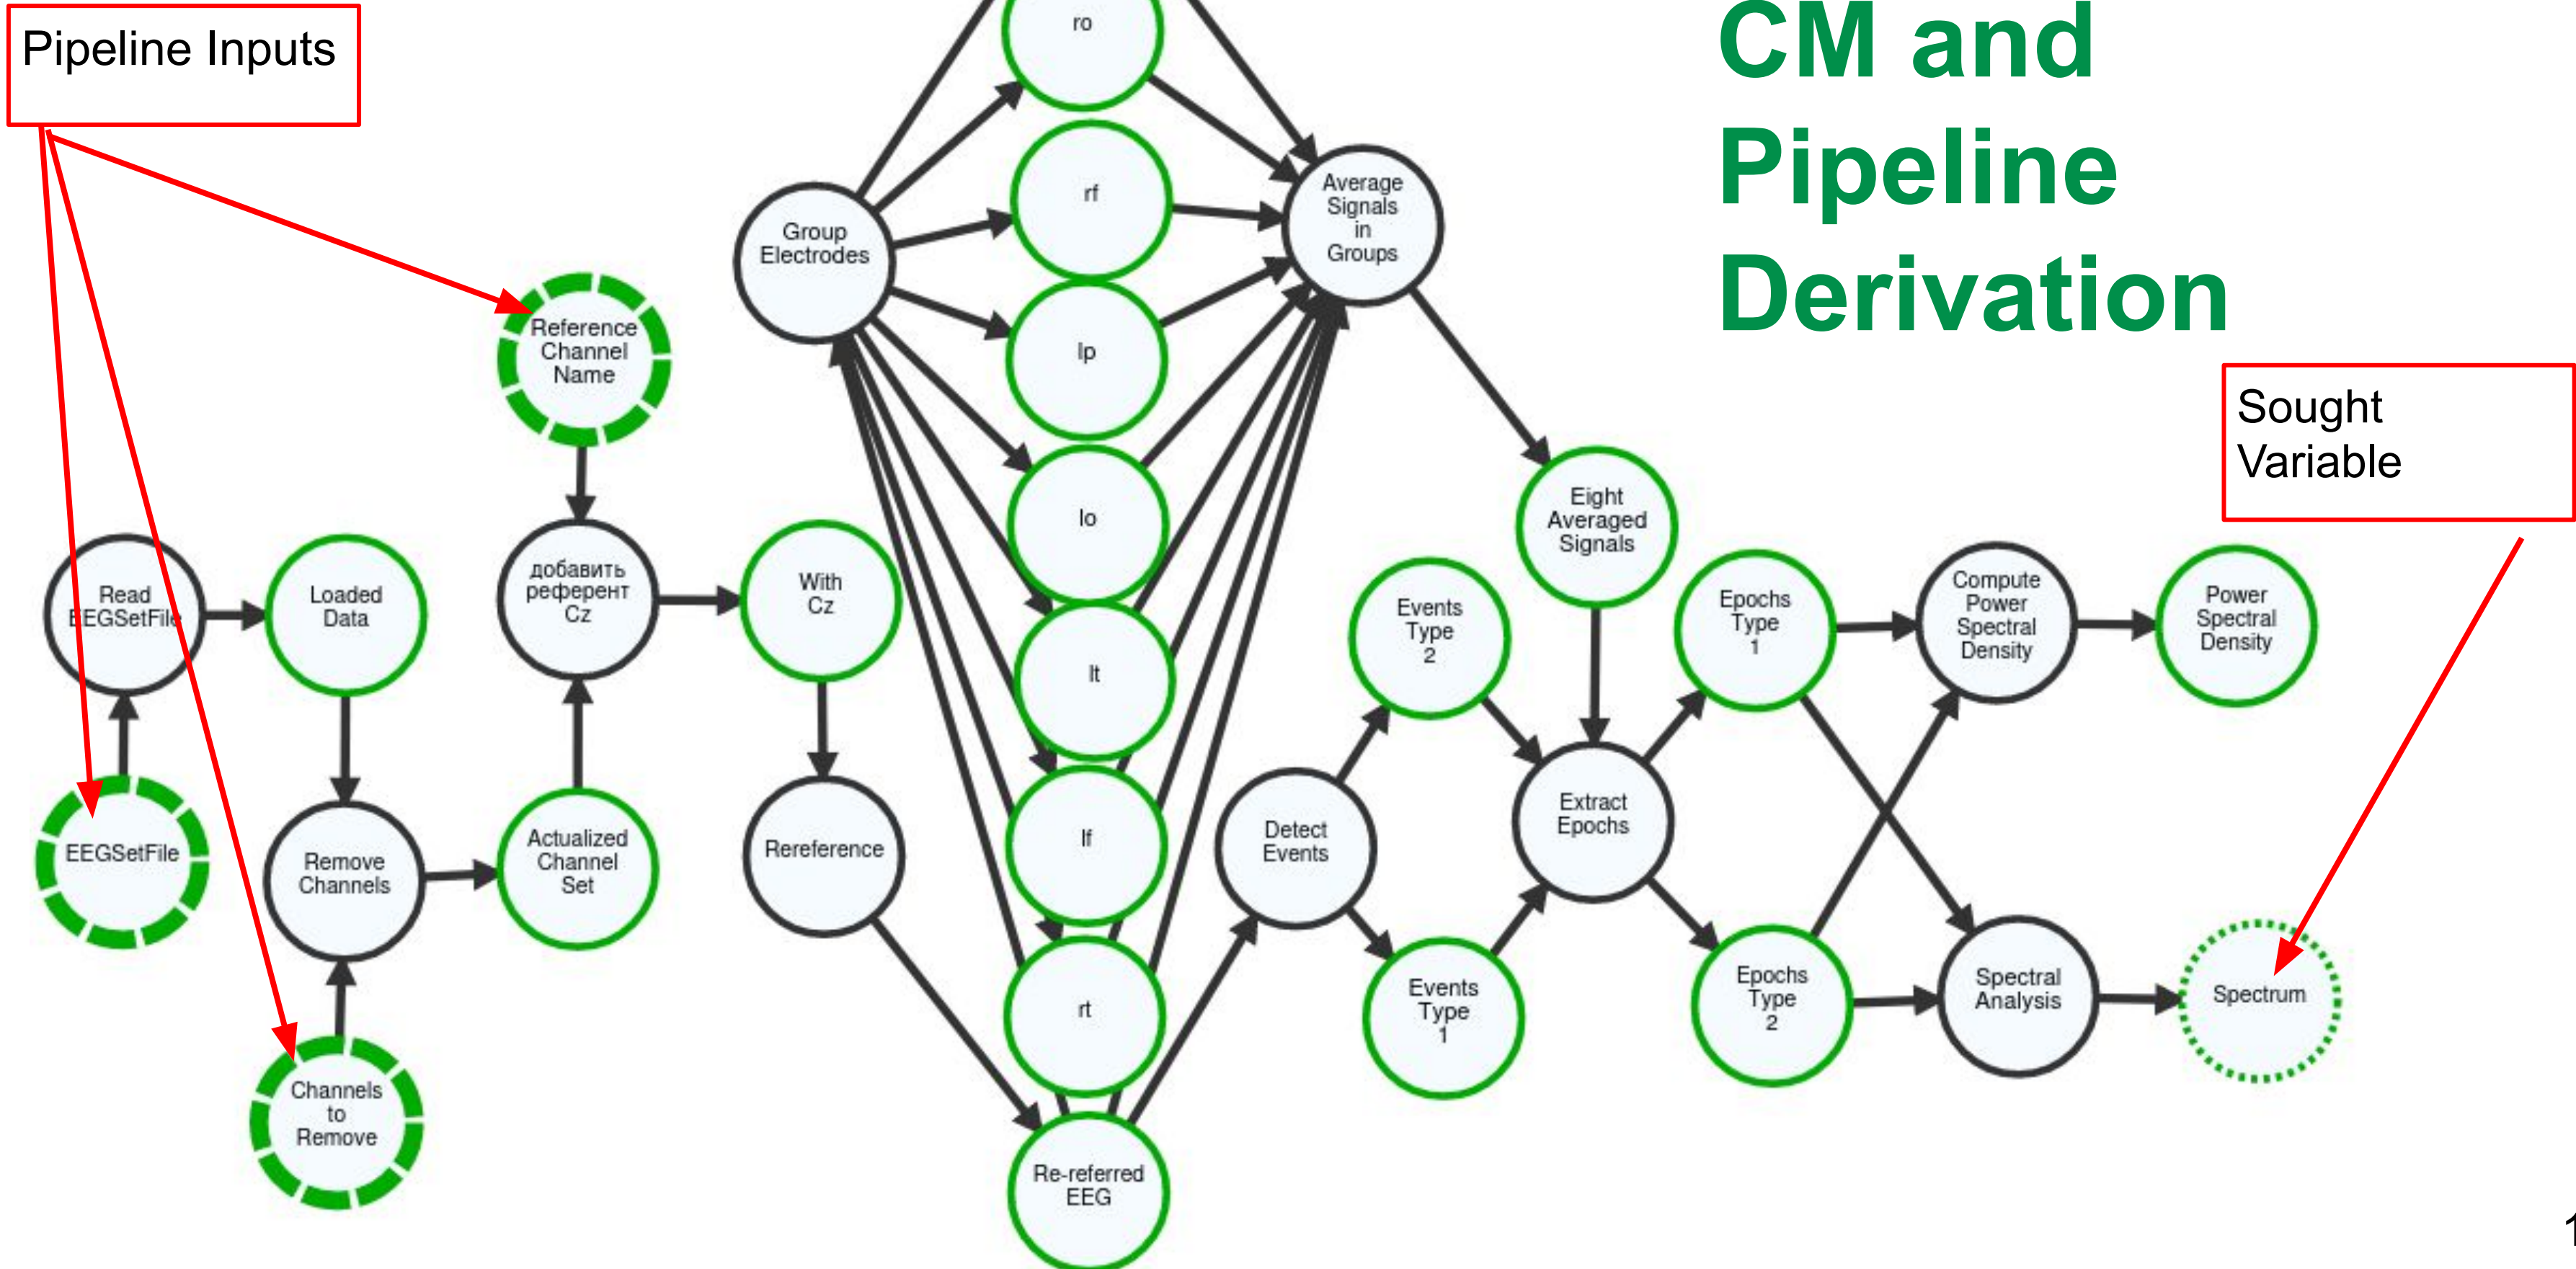 Pipeline Inputs
CM and
Pipeline
Derivation
Sought
Variable
ro
rf
lp
lo
lt
lf
rt
Re-referred
EEG
Group
Electrodes
Average
Signals
in
Groups
Reference
Channel
Name
Read
EEGSetFile
Loaded
Data
добавить
референт
Cz
With
Cz
EEGSetFile
Remove
Channels
Actualized
Channel
Set
Rereference
Channels
to
Remove
Eight
Averaged
Signals
Events
Type
2
Epochs
Type
1
Compute
Power
Spectral
Density
Power
Spectral
Density
Detect
Events
Extract
Epochs
Events
Type
1
Epochs
Type
2
Spectral
Analysis
Spectrum